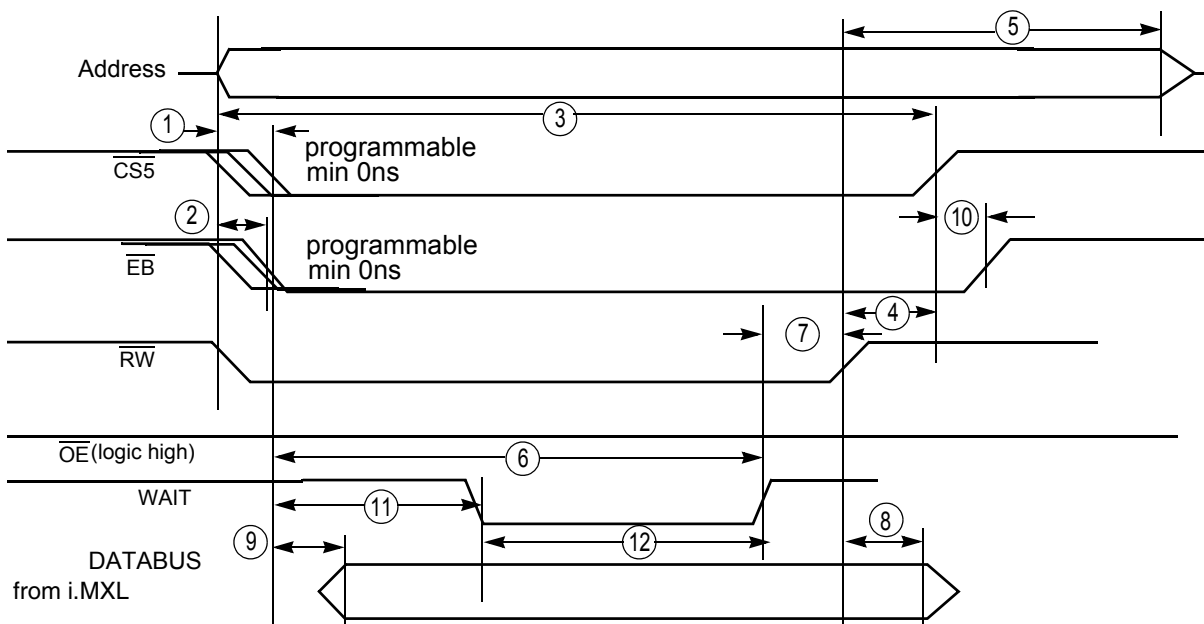 5
Address
3
1
programmable
min 0ns
CS5
2
10
programmable
min 0ns
EB
4
7
RW
OE (logic high)
6
WAIT
11
8
9
12
DATABUS
from i.MXL